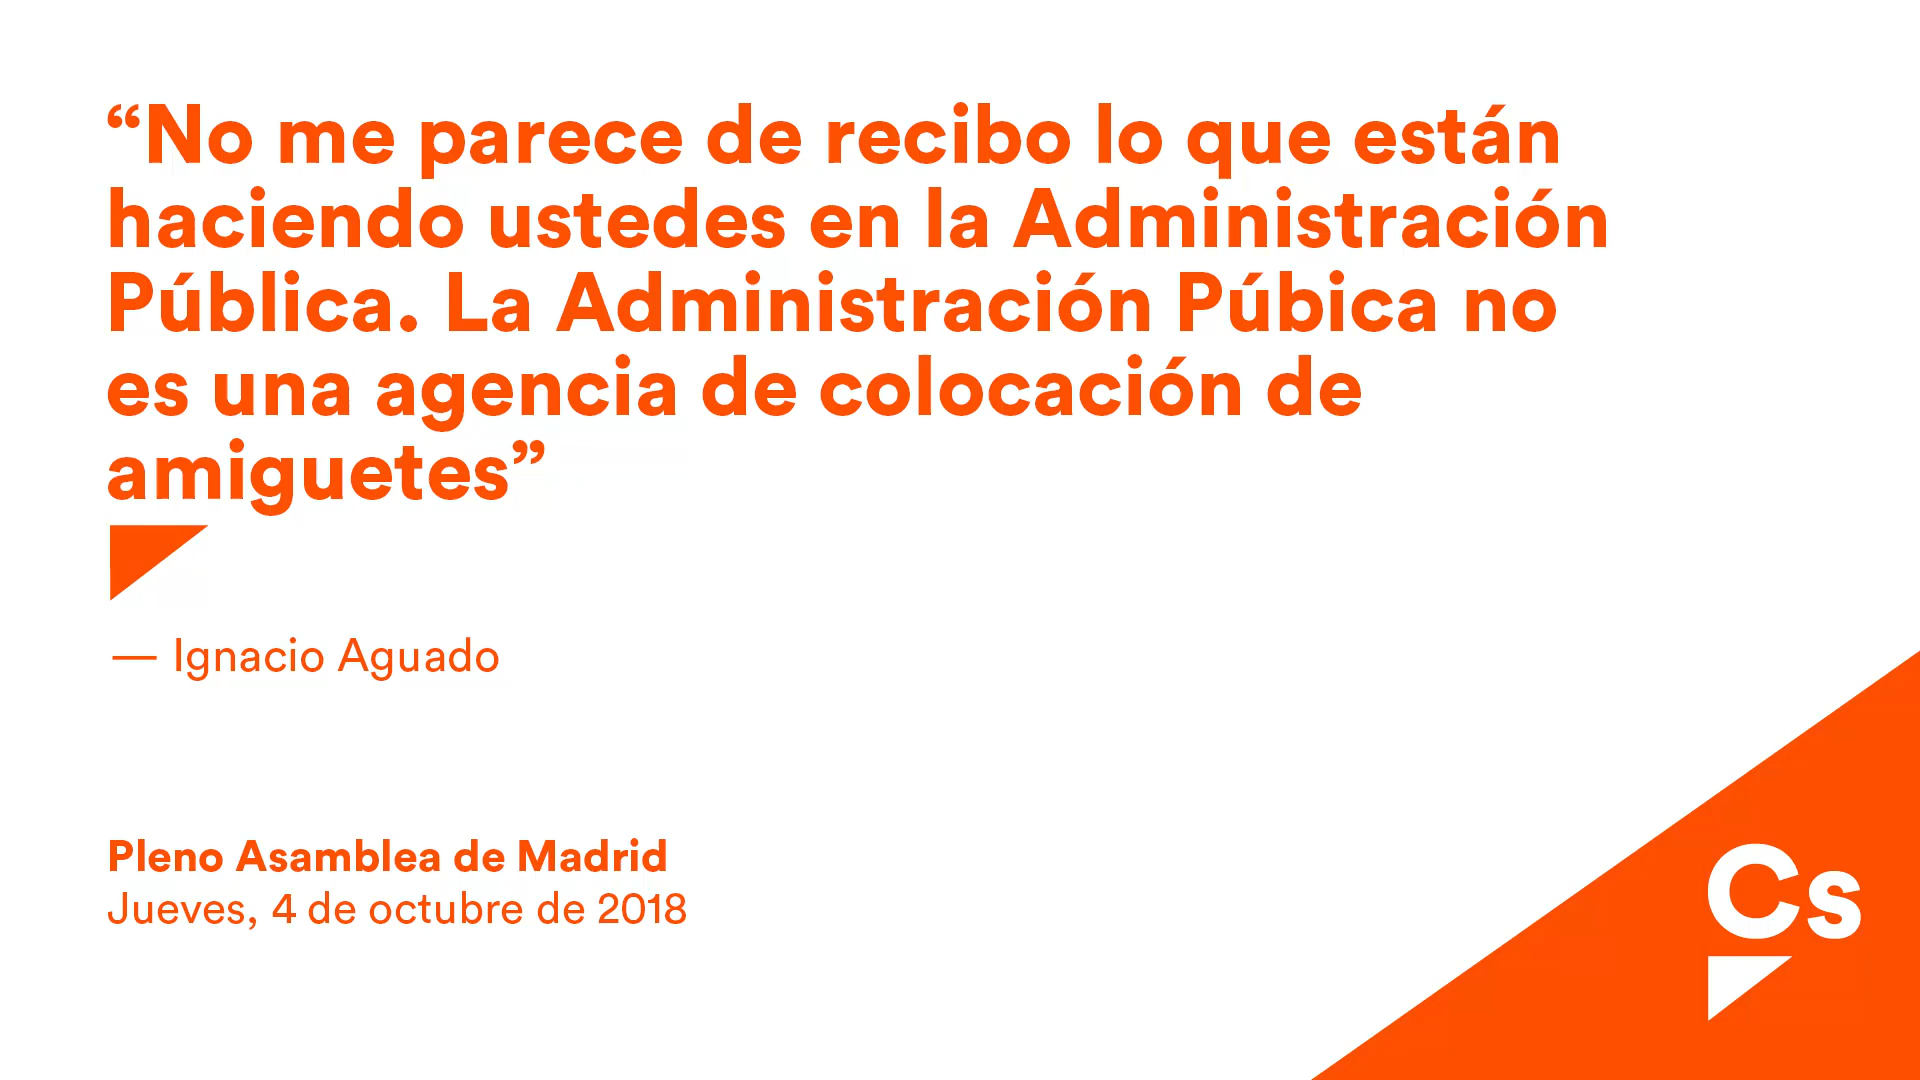 “No me parece de recibo lo que están
haciendo ustedes en la Administración
Pública. La Administración Púbica no
es una agencia de colocación de
amiguetes”
— Ignacio Aguado
Pleno Asamblea de Madrid
Jueves, 4 de octubre de 2018
Cs